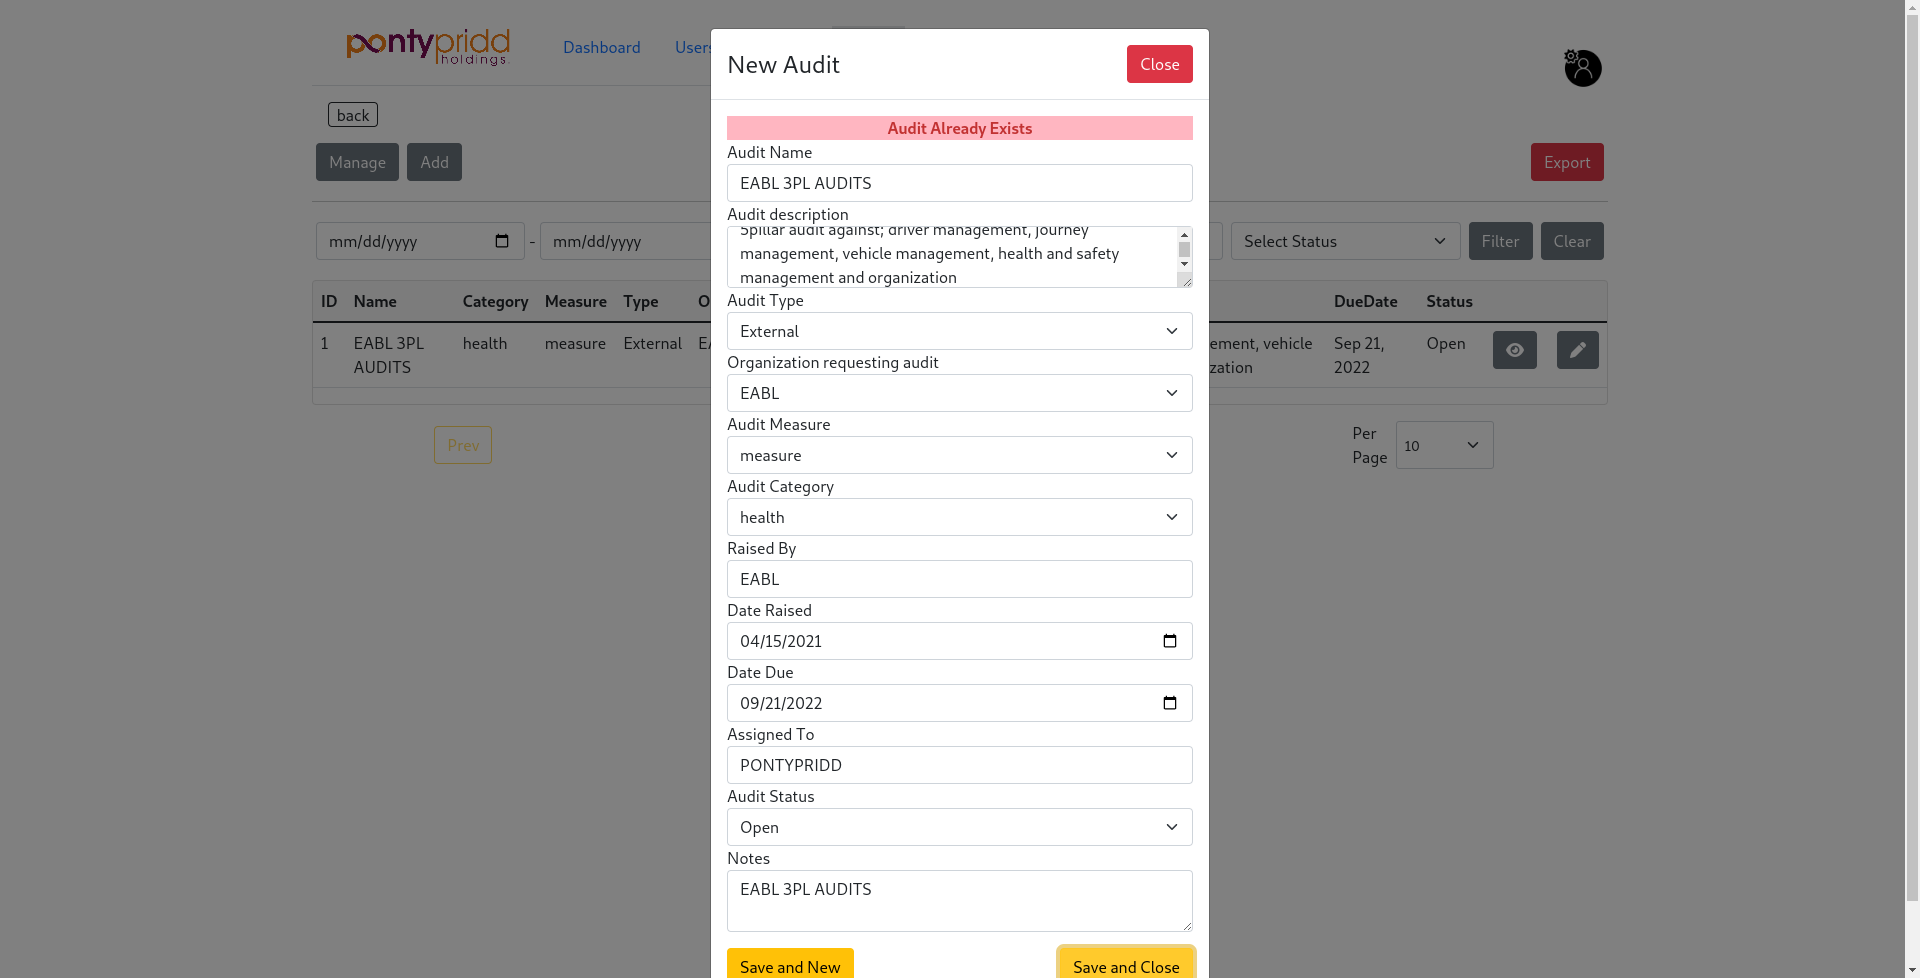 pontypridd
holdings
Dashboard
Users
back
Manage
Add
Export
mm/dd/yyyy
-
mm/dd/yyyy
Select Status
Filter
Clear
ID Name Category Measure Type DueDate Status
1 EABL 3PL AUDITS health measure External vehicle Sep 21, 2022 Open
Prev
Per Page
10
New Audit
Close
Audit Already Exists
Audit Name
EABL 3PL AUDITS
Audit description
5pillar audit against; driver management, journey
management, vehicle management, health and safety
management and organization
Audit Type
External
Organization requesting audit
EABL
Audit Measure
measure
Audit Category
health
Raised By
EABL
Date Raised
04/15/2021
Date Due
09/21/2022
Assigned To
PONTYPRIDD
Audit Status
Open
Notes
EABL 3PL AUDITS
Save and New
Save and Close